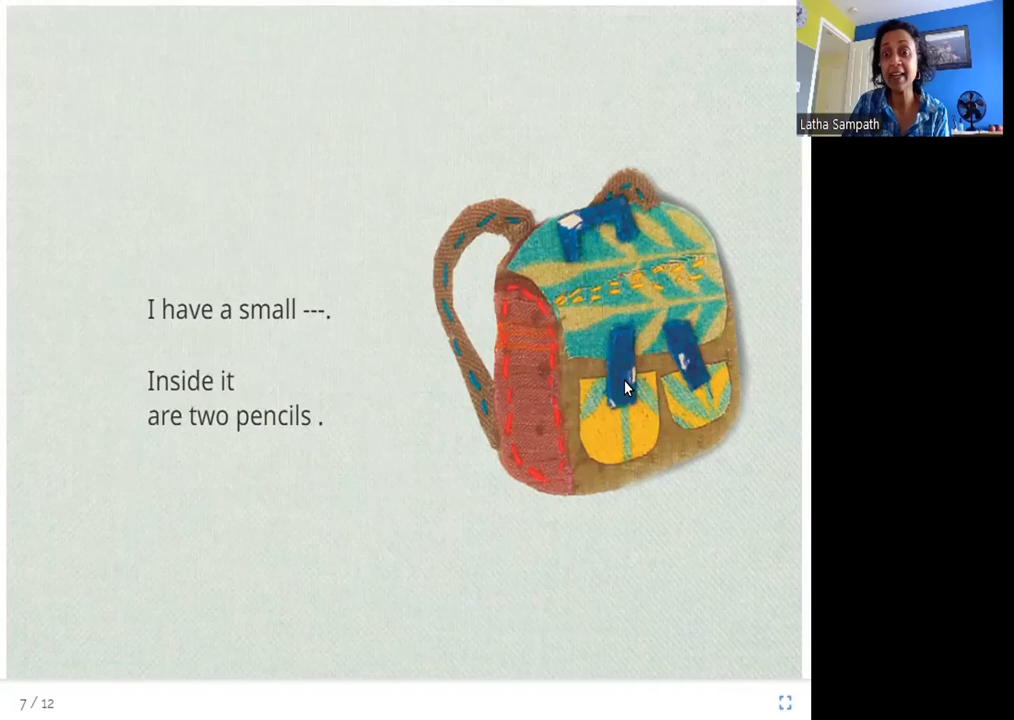 Latha Sampath
I have a small ---.
Inside it
are two pencils .
7 / 12